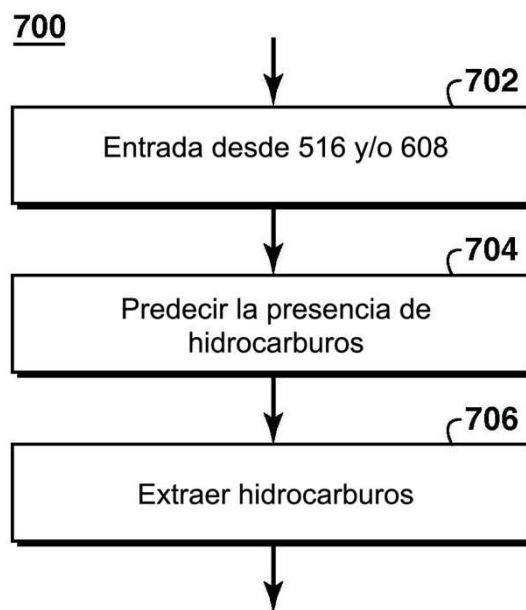 700
702
Entrada desde 516 y/o 608
704
Predecir la presencia de
hidrocarburos
706
Extraer hidrocarburos